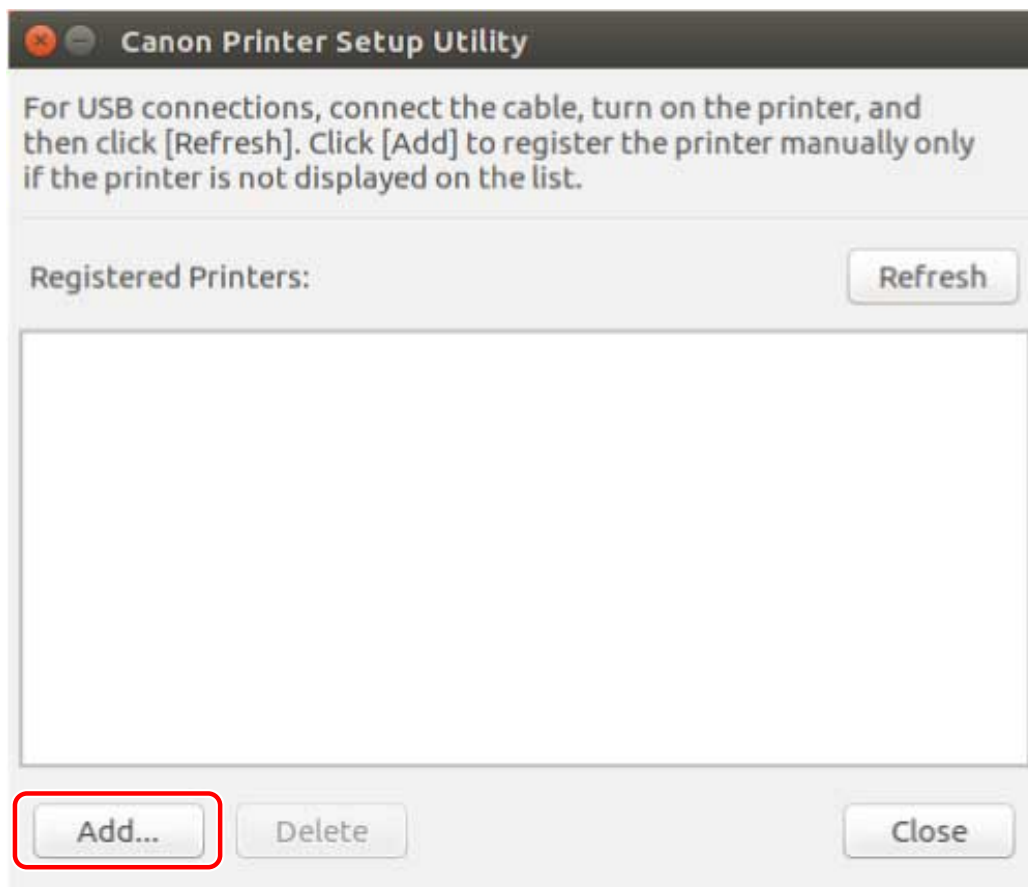 Canon Printer Setup Utility
For USB connections, connect the cable, turn on the printer, and
then click [Refresh]. Click [Add] to register the printer manually only
if the printer is not displayed on the list.
Registered Printers:
Refresh
Add...
Delete
Close